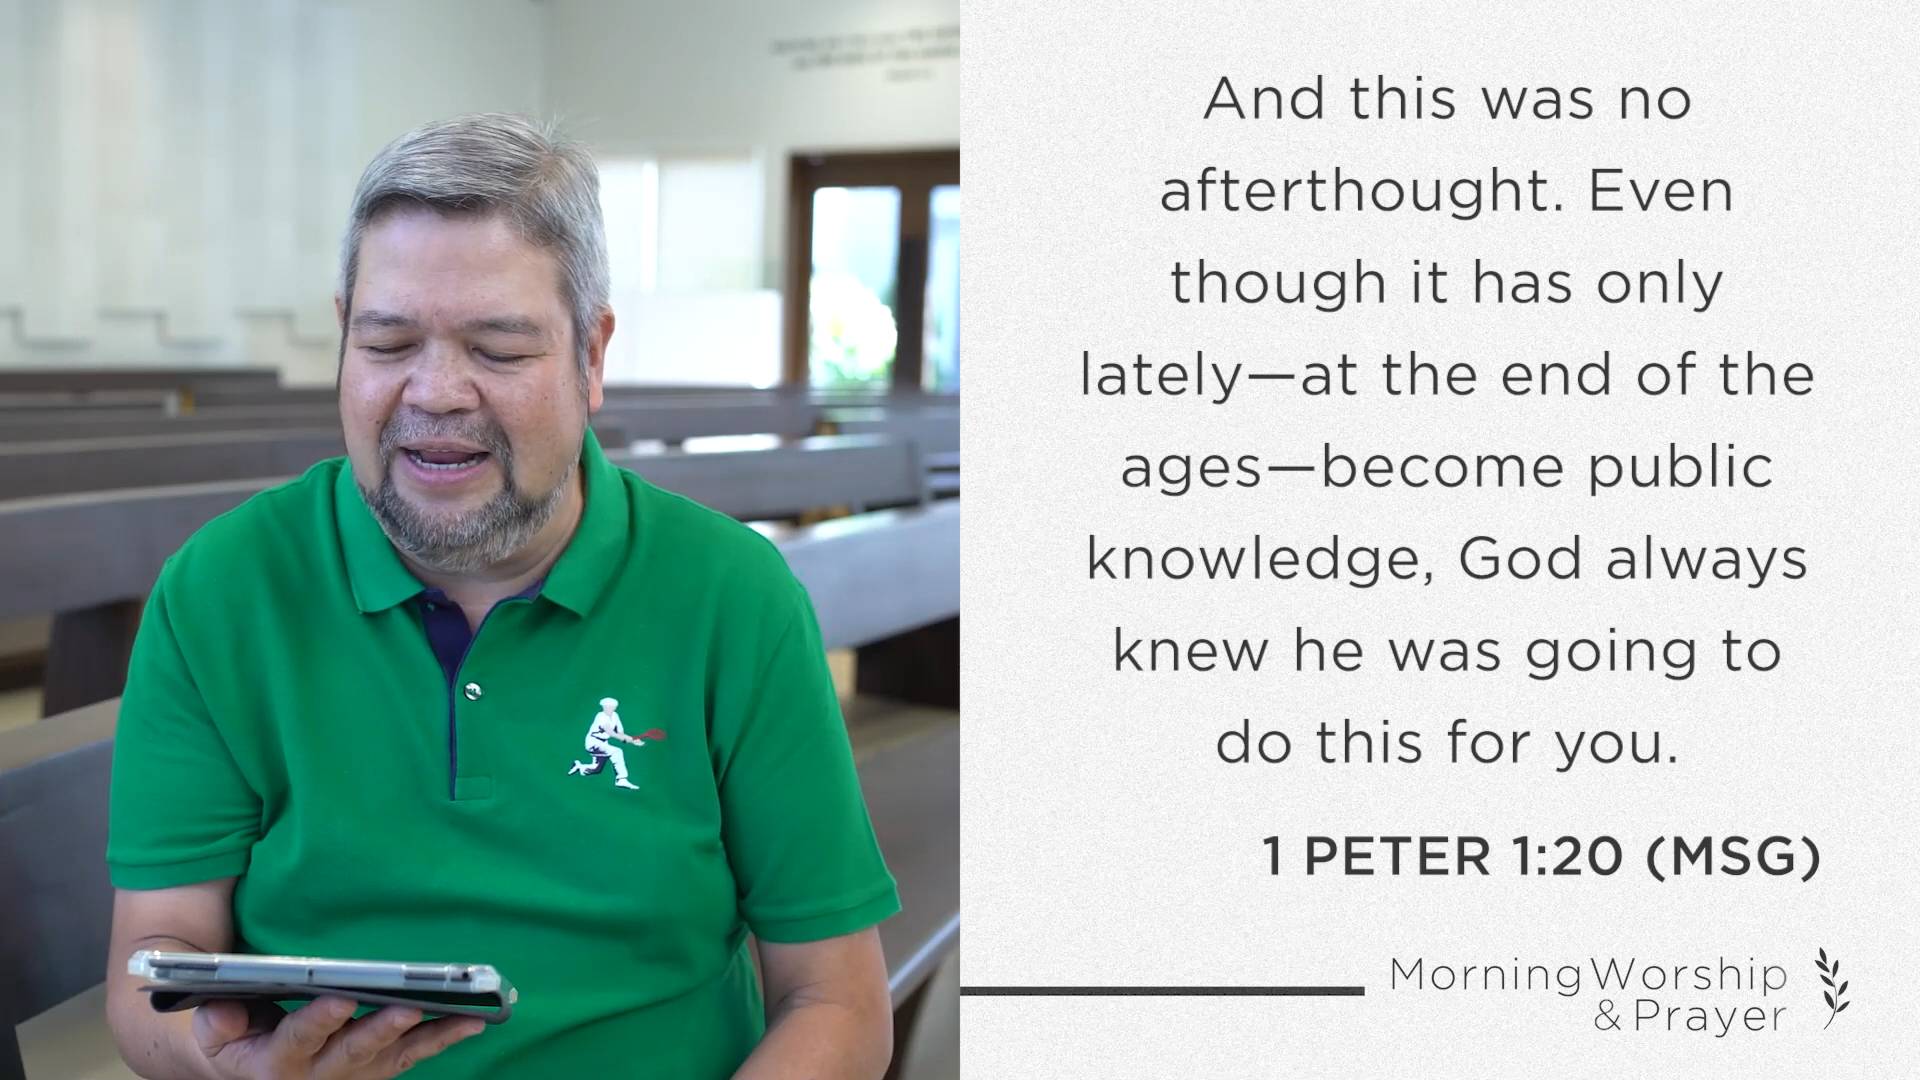 And this was no
afterthought. Even
though it has only
lately—at the end of the
ages—become public
knowledge, God always
knew he was going to
do this for you.
1 PETER 1:20 (MSG)
Morning Worship
& Prayer